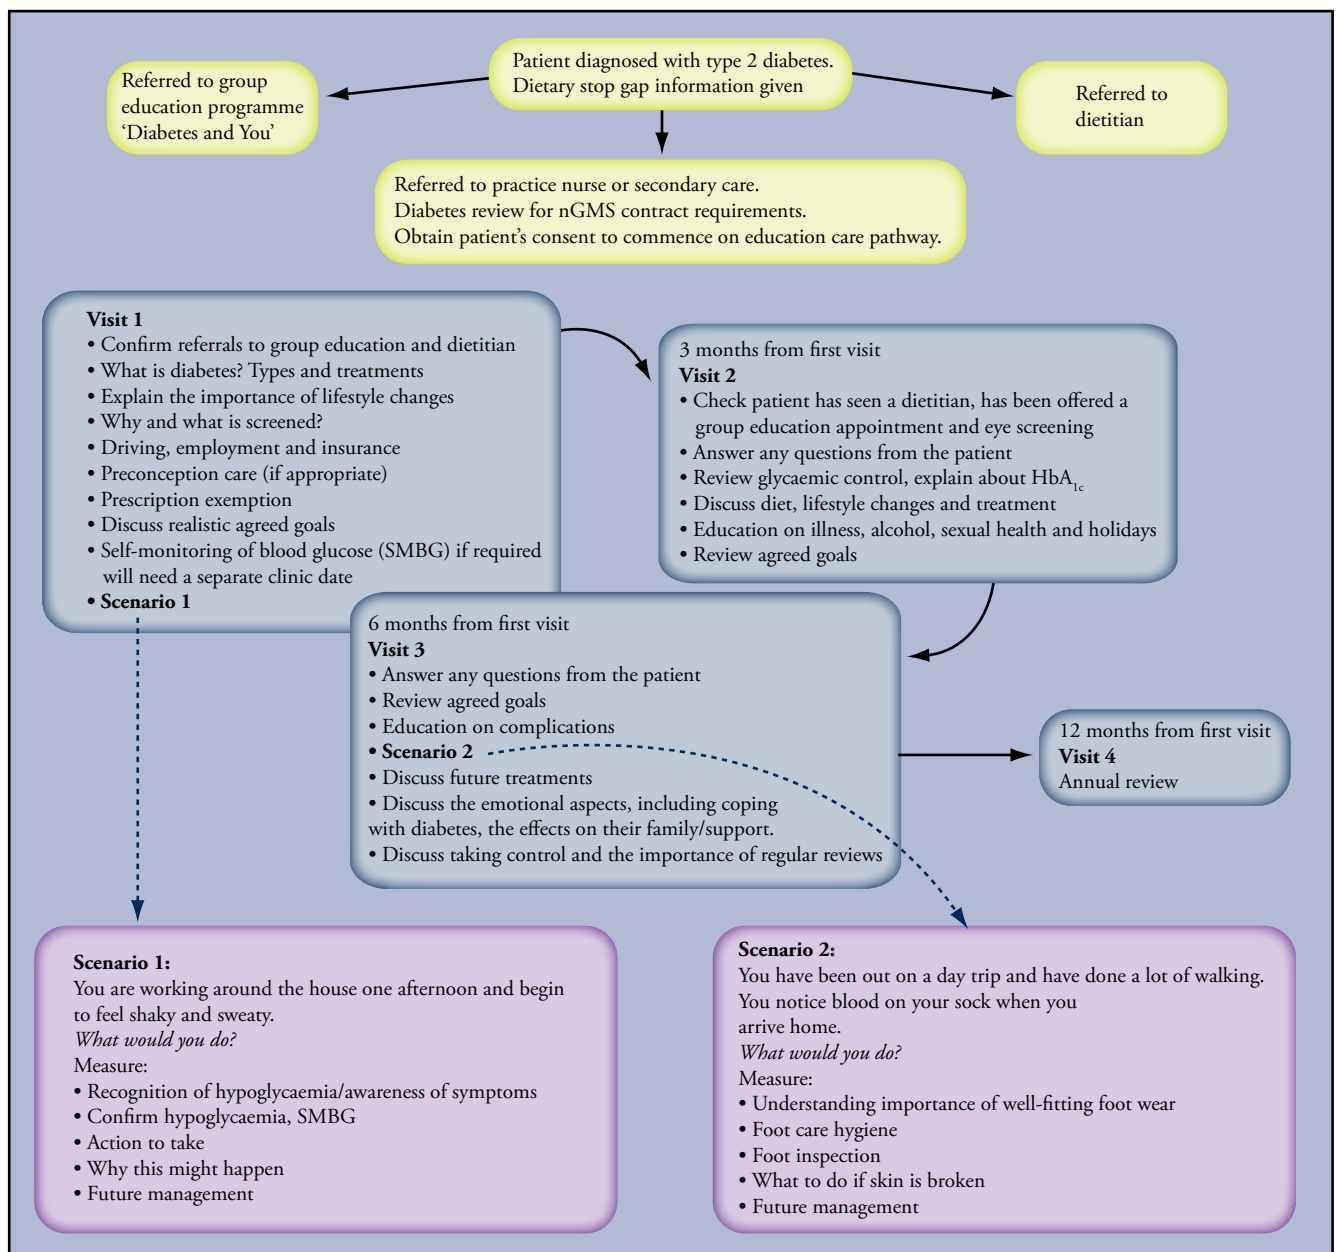 Patient diagnosed with type 2 diabetes.
Dietary stop gap information given
Referred to group
education programme
‘Diabetes and You’
Referred to
dietitian
Referred to practice nurse or secondary care.
Diabetes review for nGMS contract requirements.
Obtain patient’s consent to commence on education care pathway.
Visit 1
• Confirm referrals to group education and dietitian
• What is diabetes? Types and treatments
• Explain the importance of lifestyle changes
• Why and what is screened?
• Driving, employment and insurance
• Preconception care (if appropriate)
• Prescription exemption
• Discuss realistic agreed goals
• Self-monitoring of blood glucose (SMBG) if required
will need a separate clinic date
• Scenario 1
3 months from first visit
Visit 2
• Check patient has seen a dietitian, has been offered a
group education appointment and eye screening
• Answer any questions from the patient
• Review glycaemic control, explain about HbA1c
• Discuss diet, lifestyle changes and treatment
• Education on illness, alcohol, sexual health and holidays
• Review agreed goals
6 months from first visit
Visit 3
• Answer any questions from the patient
• Review agreed goals
• Education on complications
• Scenario 2
• Discuss future treatments
• Discuss the emotional aspects, including coping
with diabetes, the effects on their family/support.
• Discuss taking control and the importance of regular reviews
12 months from first visit
Visit 4
Annual review
Scenario 1:
You are working around the house one afternoon and begin
to feel shaky and sweaty.
What would you do?
Measure:
• Recognition of hypoglycaemia/awareness of symptoms
• Confirm hypoglycaemia, SMBG
• Action to take
• Why this might happen
• Future management
Scenario 2:
You have been out on a day trip and have done a lot of walking.
You notice blood on your sock when you
arrive home.
What would you do?
Measure:
• Understanding importance of well-fitting foot wear
• Foot care hygiene
• Foot inspection
• What to do if skin is broken
• Future management